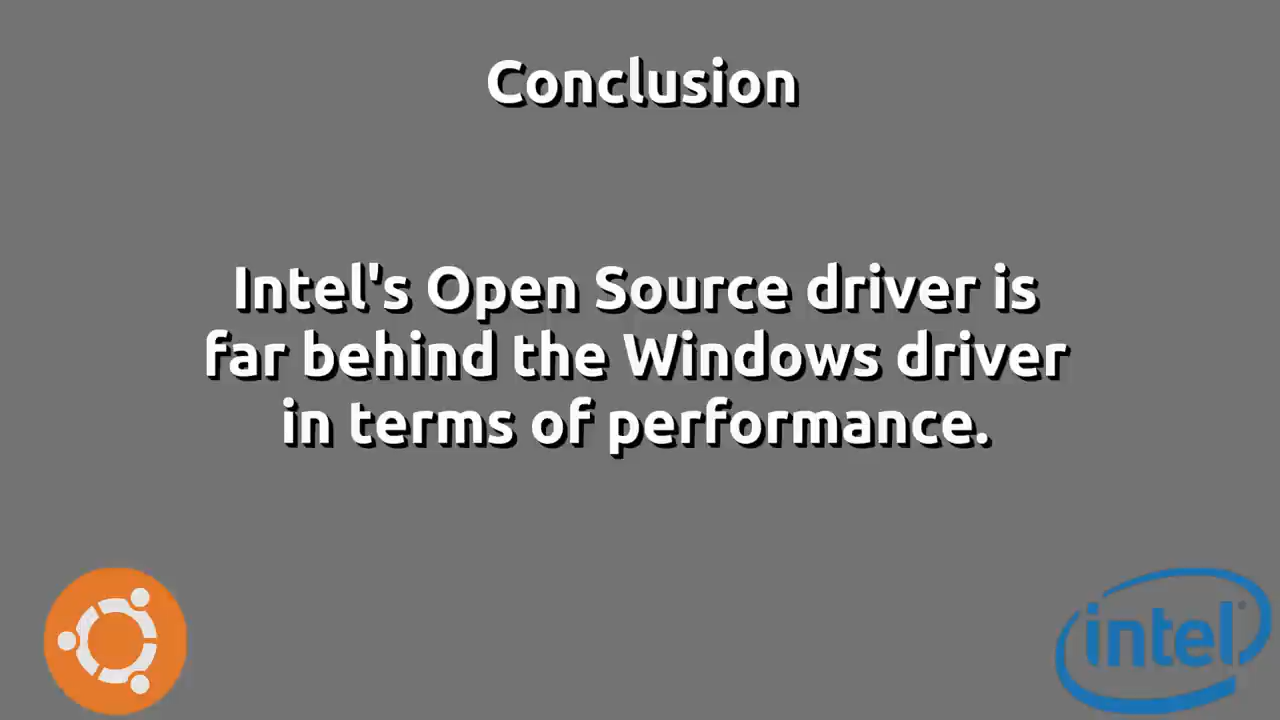 Conclusion
Intel's Open Source driver is
far behind the Windows driver
in terms of performance.
intel